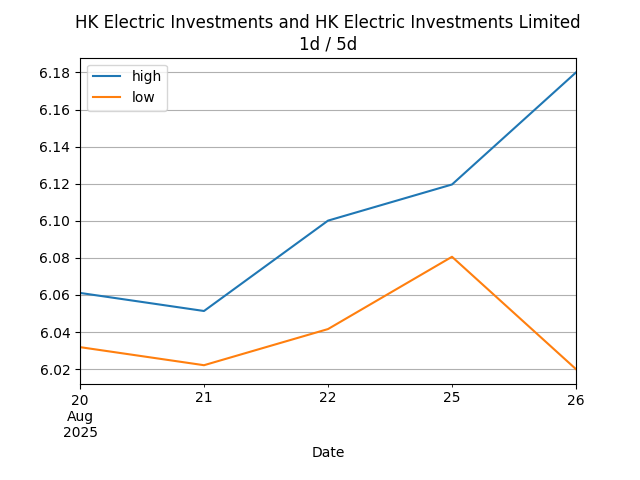 HK Electric Investments and HK Electric Investments Limited
1d / 5d
high
low
6.18
6.16
6.14
6.12
6.10
6.08
6.06
6.04
6.02
20
Aug
2025
21
22
25
26
Date